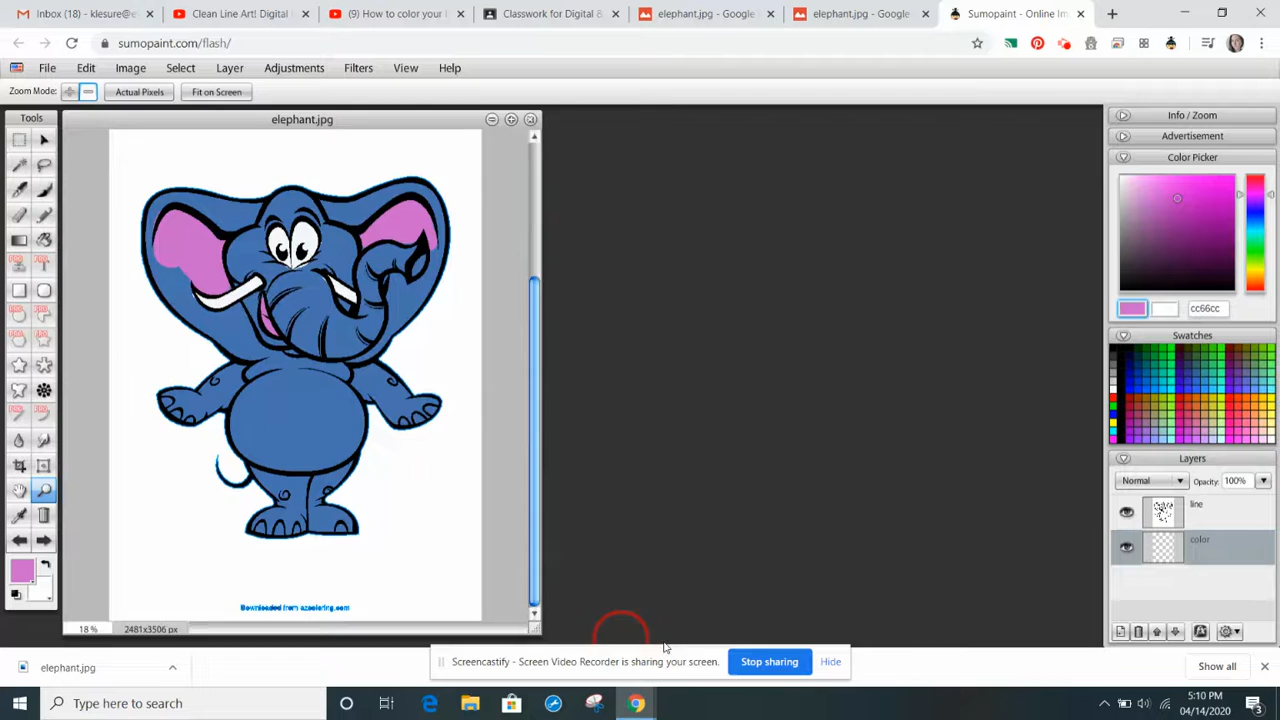 Inbox (18) - klesure@e
Clean Line Art! Digital
(9) How to color your
Classwork for Digital &
elephant.jpg - Google
elephant.jpg - Google
Sumopaint - Online Im
sumopaint.com/flash/
File Edit Image Select Layer Adjustments Filters View Help
Zoom Mode: Actual Pixels Fit on Screen
Tools
elephant.jpg
Info / Zoom
Advertisement
Color Picker
cc66cc
Swatches
Layers
Normal Opacity: 100%
line
color
Downloaded from azcoloring.com
18 % 2481x3506 px
Screencastify - Screen Video Recorder is sharing your screen. Stop sharing Hide
elephant.jpg
Show all
Type here to search
5:10 PM
04/14/2020